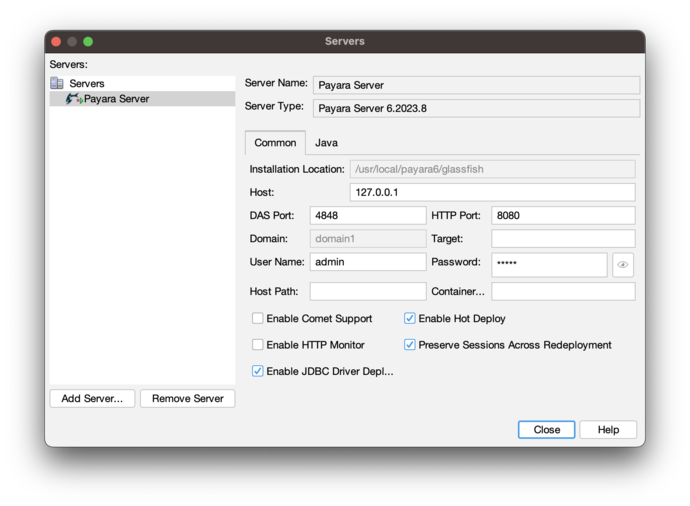 Servers
Servers:
Servers
Payara Server
Server Name: Payara Server
Server Type: Payara Server 6.2023.8
Common Java
Installation Location: /usr/local/payara6/glassfish
Host: 127.0.0.1
DAS Port: 4848 HTTP Port: 8080
Domain: domain1 Target:
User Name: admin Password: •••••
Host Path: Container...
Enable Comet Support Enable Hot Deploy
Enable HTTP Monitor Preserve Sessions Across Redeployment
Enable JDBC Driver Depl...
Add Server... Remove Server
Close Help